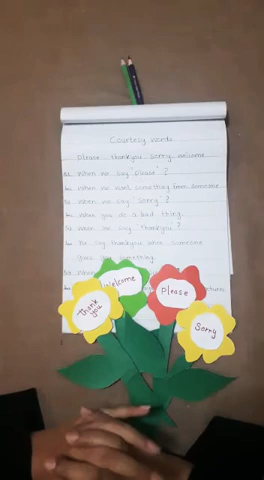 Courtesy words
Please thankyou sorry welcome
When we say "please"?
When we want something from someone
When we say "sorry"?
When you do a bad thing.
When we say "thankyou"?
We say thankyou when someone
gives you something.
When
return
Welcome
Please
Thank
you
Sorry